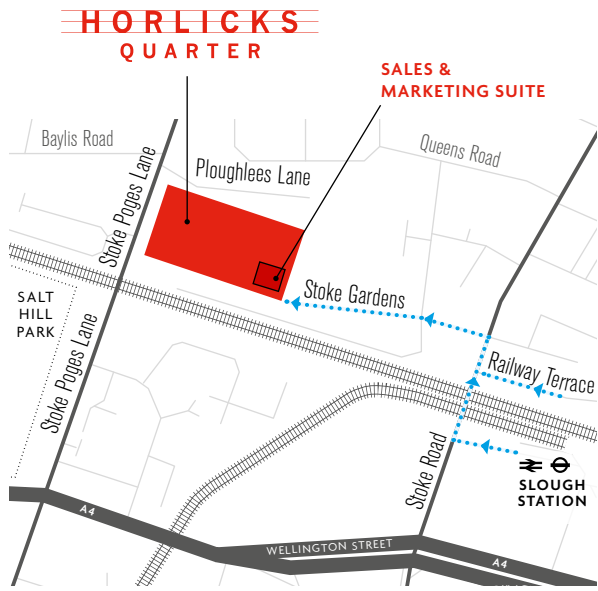 HORLICKS
QUARTER
SALES &
MARKETING SUITE
Baylis Road
Queens Road
Ploughlees Lane
Stoke Poges Lane
SALT
HILL
PARK
Stoke Gardens
Stoke Poges Lane
Railway Terrace
Stoke Road
SLOUGH
STATION
A4
WELLINGTON STREET
A4